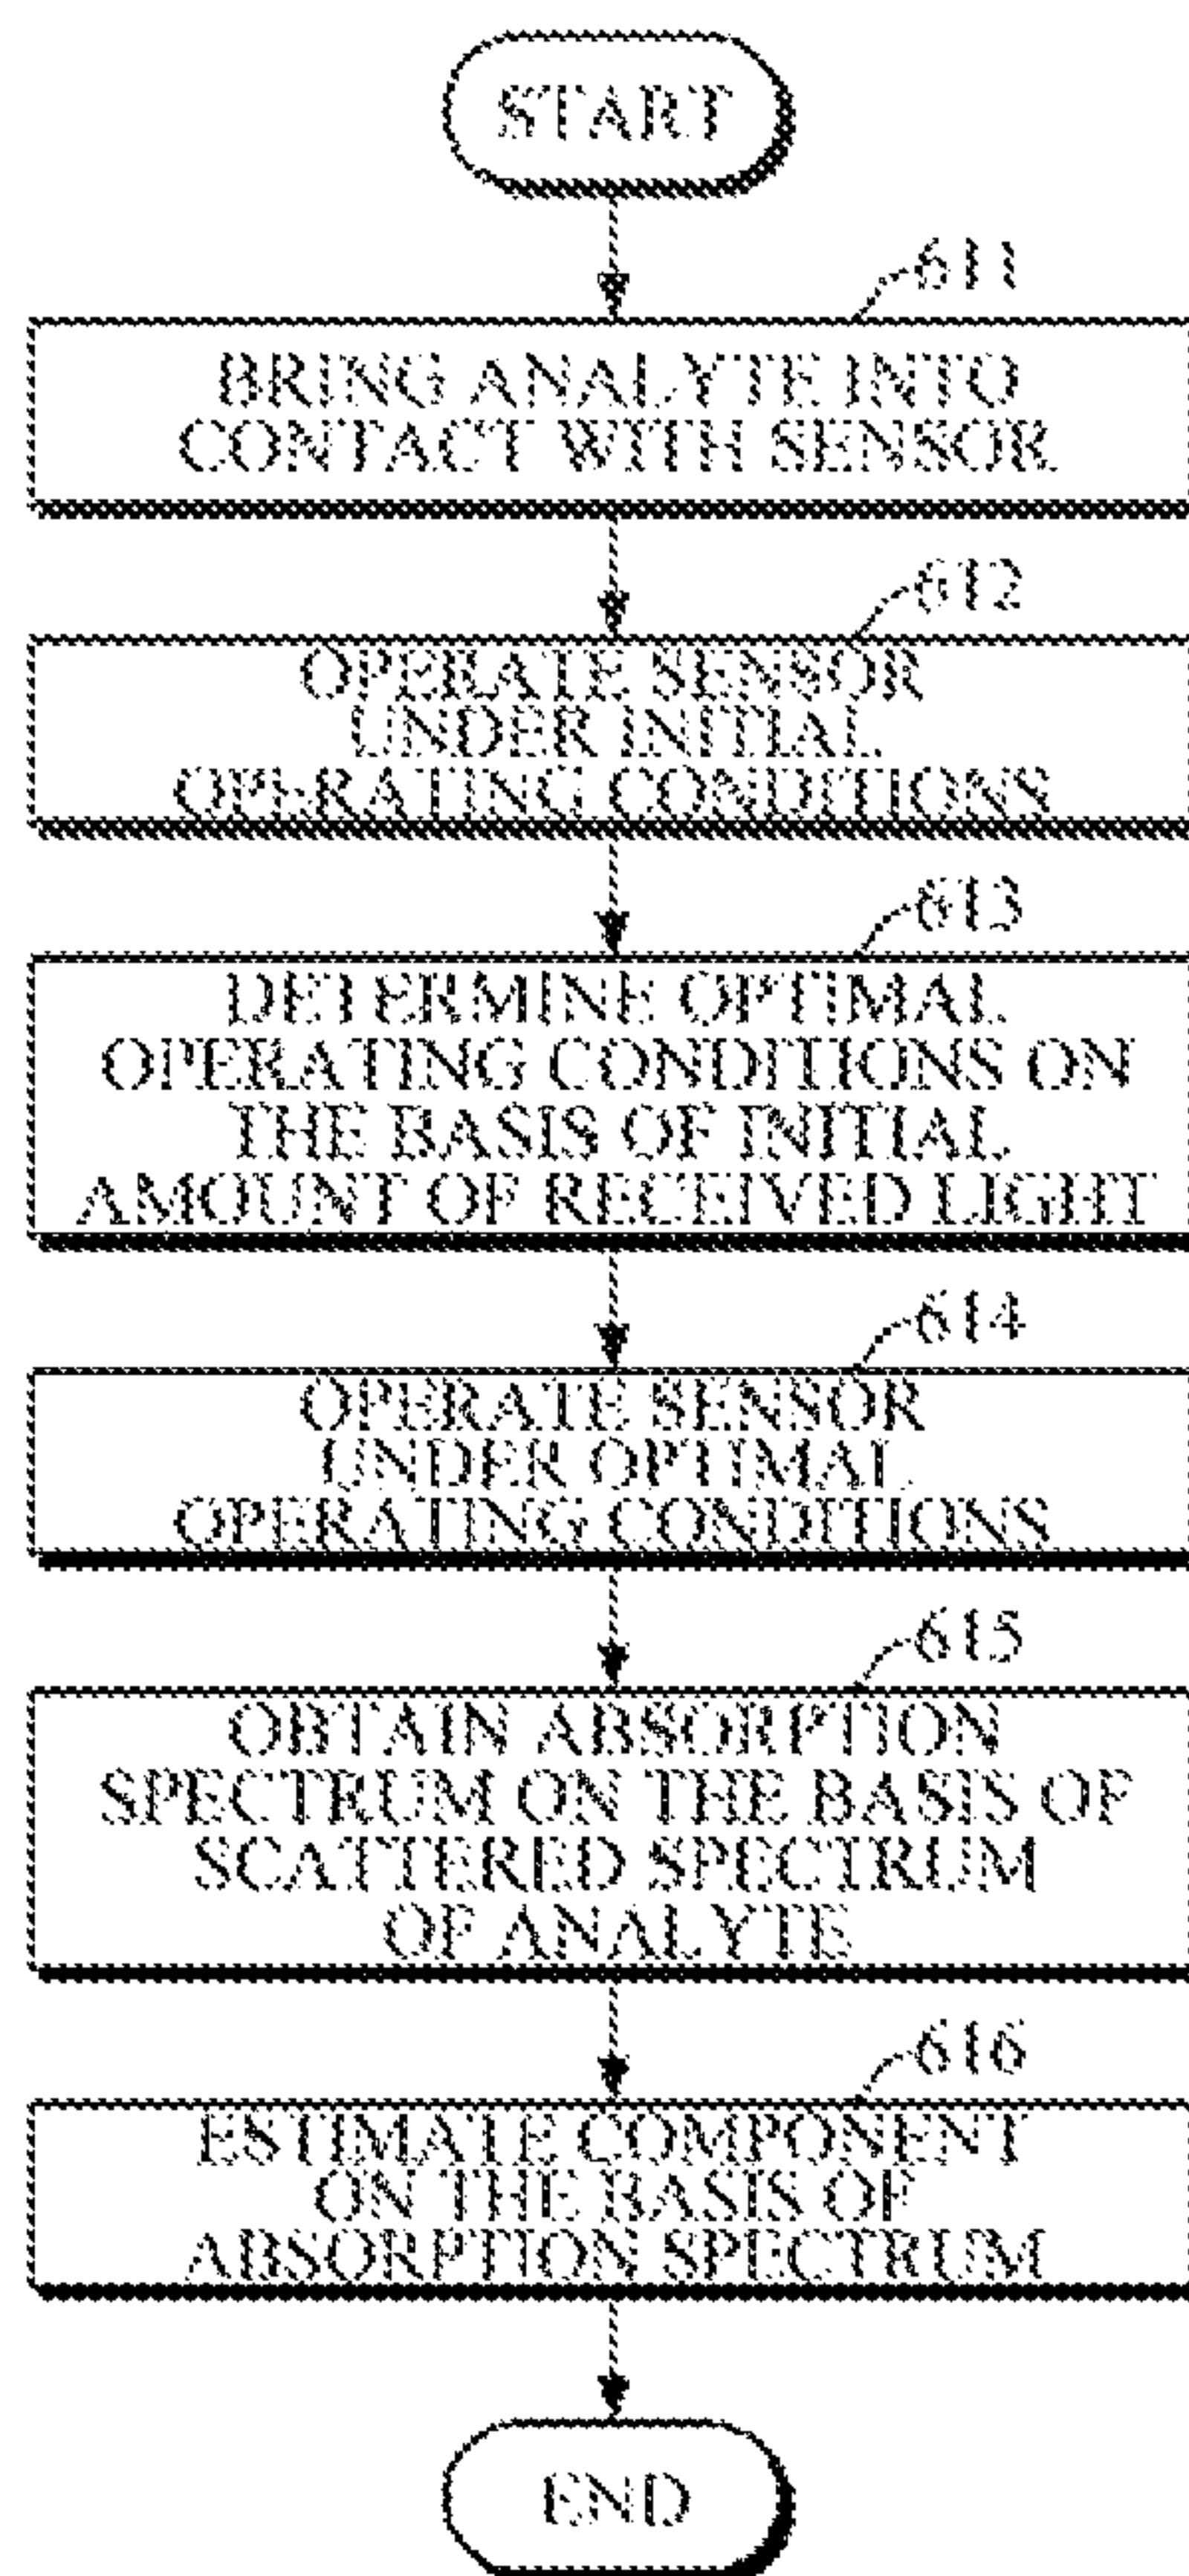 START
611
BRING ANALYTE INTO
CONTACT WITH SENSOR
612
OPERATE SENSOR
UNDER INITIAL
OPERATING CONDITIONS
613
DETERMINE OPTIMAL
OPERATING CONDITIONS ON
THE BASIS OF INITIAL
AMOUNT OF RECEIVED LIGHT
614
OPERATE SENSOR
UNDER OPTIMAL
OPERATING CONDITIONS
615
OBTAIN ABSORPTION
SPECTRUM ON THE BASIS OF
SCATTERED SPECTRUM
OF ANALYTE
616
ESTIMATE COMPONENT
ON THE BASIS OF
ABSORPTION SPECTRUM
END